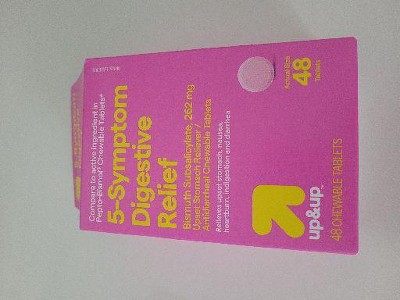 Compare to active ingredient in
Pepto-Bismol® Chewable Tablets*
5-Symptom
Digestive
Relief
Bismuth Subsalicylate, 262 mg
Upset Stomach Reliever /
Antidiarrheal Chewable Tablets
Relieves upset stomach, nausea,
heartburn, indigestion and diarrhea
Actual Size
48
Tablets
up&up™
48 CHEWABLE TABLETS